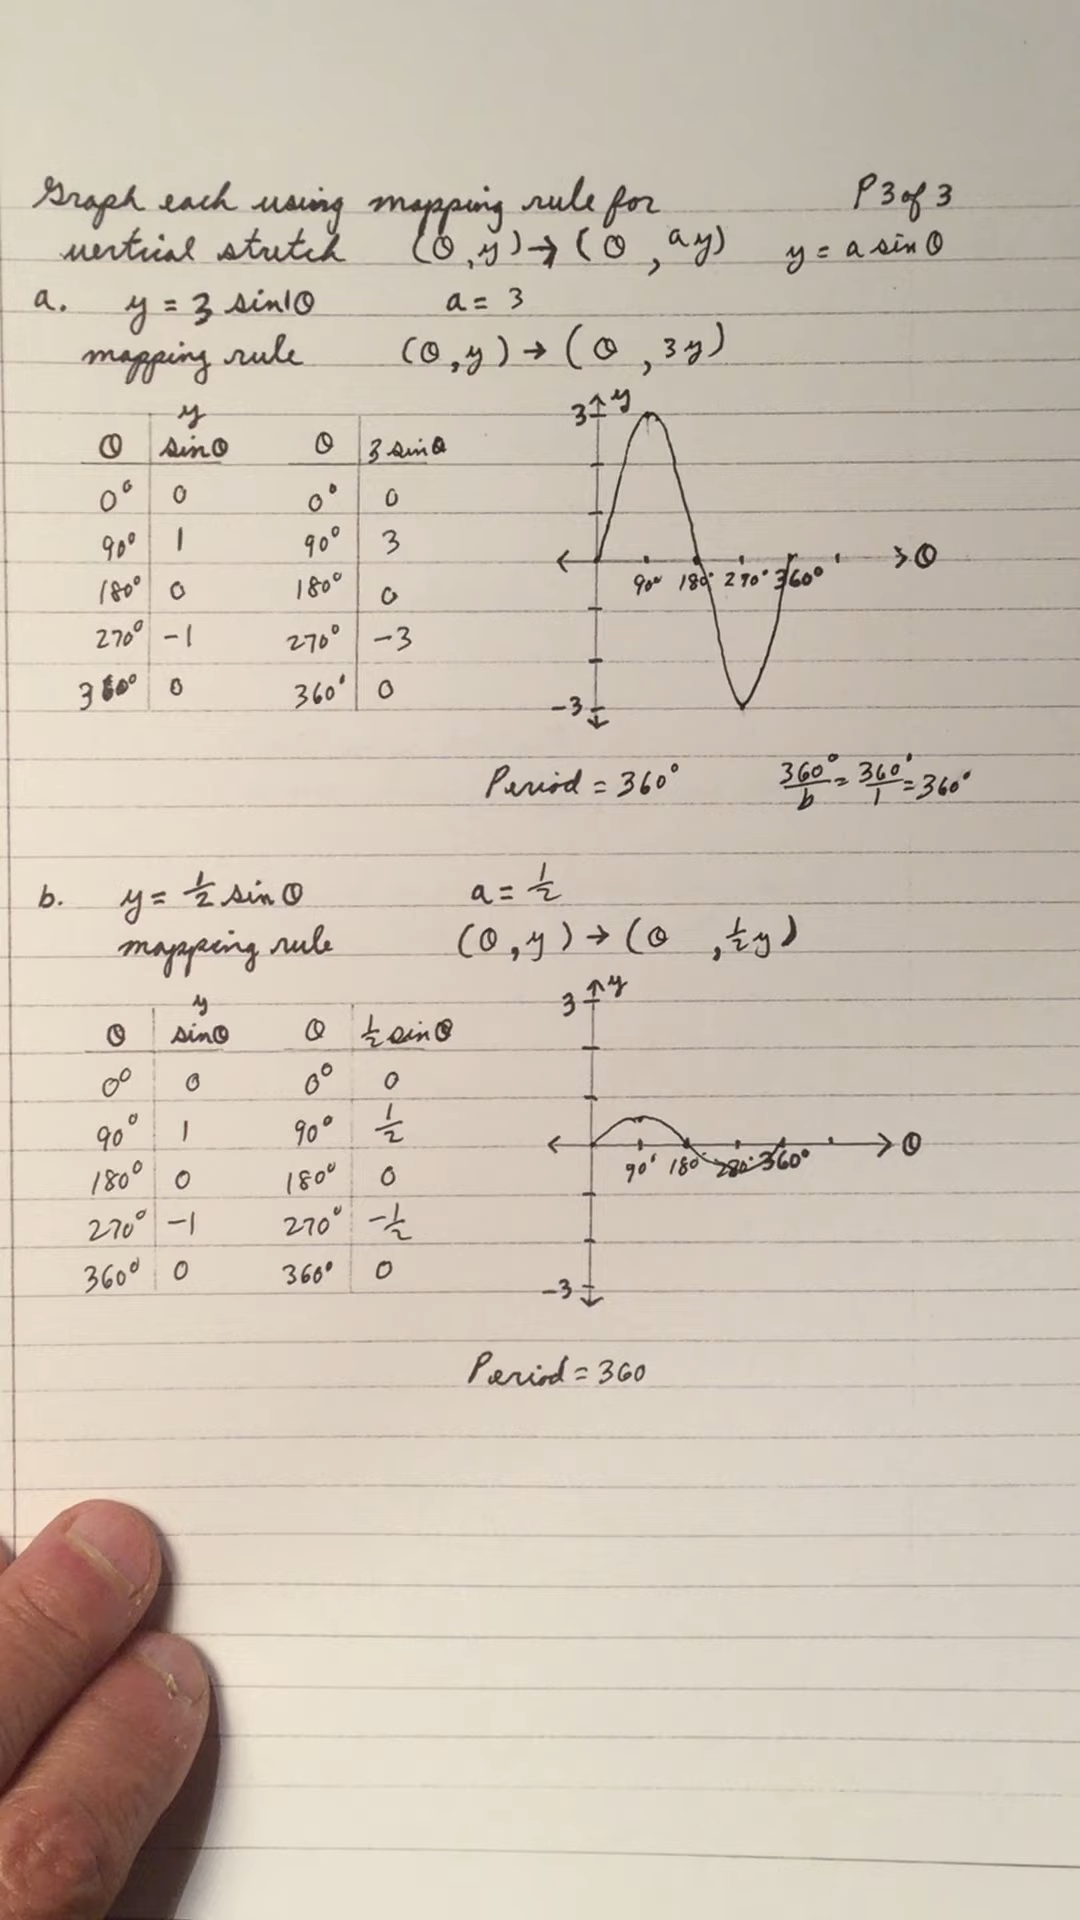 Graph each using mapping rule for P 3 of 3
vertical stretch (θ, y) → (θ, ay) y = a sin θ
a. y = 3 sin1θ a = 3
mapping rule (θ, y) → (θ, 3y)
y
θ sinθ θ 3 sinθ
0° 0 0° 0
90° 1 90° 3
180° 0 180° 0
270° -1 270° -3
360° 0 360° 0
3 y
90° 180° 270° 360° θ
-3
Period = 360° 360°/b = 360°/1 = 360°
b. y = 1/2 sin θ a = 1/2
mapping rule (θ, y) → (θ, 1/2 y)
y
θ sinθ θ 1/2 sinθ
0° 0 0° 0
90° 1 90° 1/2
180° 0 180° 0
270° -1 270° -1/2
360° 0 360° 0
3 y
90° 180° 360° θ
-3
Period = 360